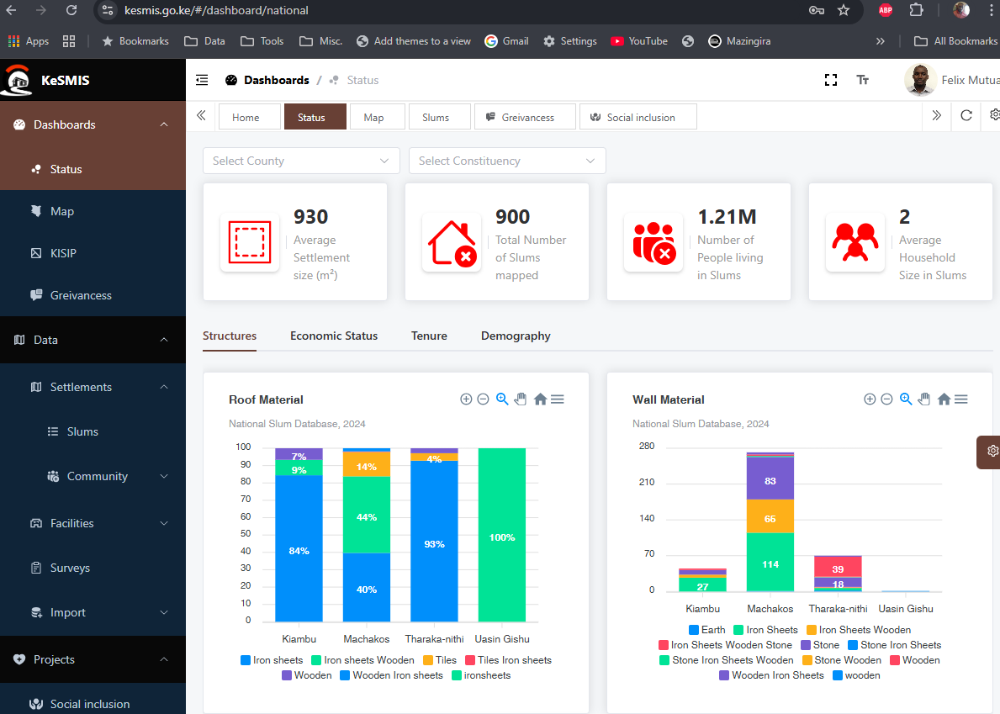 kesmis.go.ke/#/dashboard/national
ABP
Apps
Bookmarks
Data
Tools
Misc.
Add themes to a view
Gmail
Settings
YouTube
Mazingira
»
All Bookmarks
KeSMIS
Dashboards / Status
Felix Mutua
Home
Status
Map
Slums
Greivancess
Social inclusion
Dashboards
Status
Map
KISIP
Greivancess
Data
Settlements
Slums
Community
Facilities
Surveys
Import
Projects
Social inclusion
Select County
Select Constituency
930
Average
Settlement
size (m²)
900
Total Number
of Slums
mapped
1.21M
Number of
People living
in Slums
2
Average
Household
Size in Slums
Structures
Economic Status
Tenure
Demography
Roof Material
National Slum Database, 2024
100
90
80
70
60
50
40
30
20
10
0
7%
9%
84%
14%
44%
40%
4%
93%
100%
Kiambu
Machakos
Tharaka-nithi
Uasin Gishu
Iron sheets
Iron sheets Wooden
Tiles
Tiles Iron sheets
Wooden
Wooden Iron sheets
ironsheets
Wall Material
National Slum Database, 2024
280
210
140
70
0
27
83
66
114
39
18
Kiambu
Machakos
Tharaka-nithi
Uasin Gishu
Earth
Iron Sheets
Iron Sheets Wooden
Iron Sheets Wooden Stone
Stone
Stone Iron Sheets
Stone Iron Sheets Wooden
Stone Wooden
Wooden
Wooden Iron Sheets
wooden